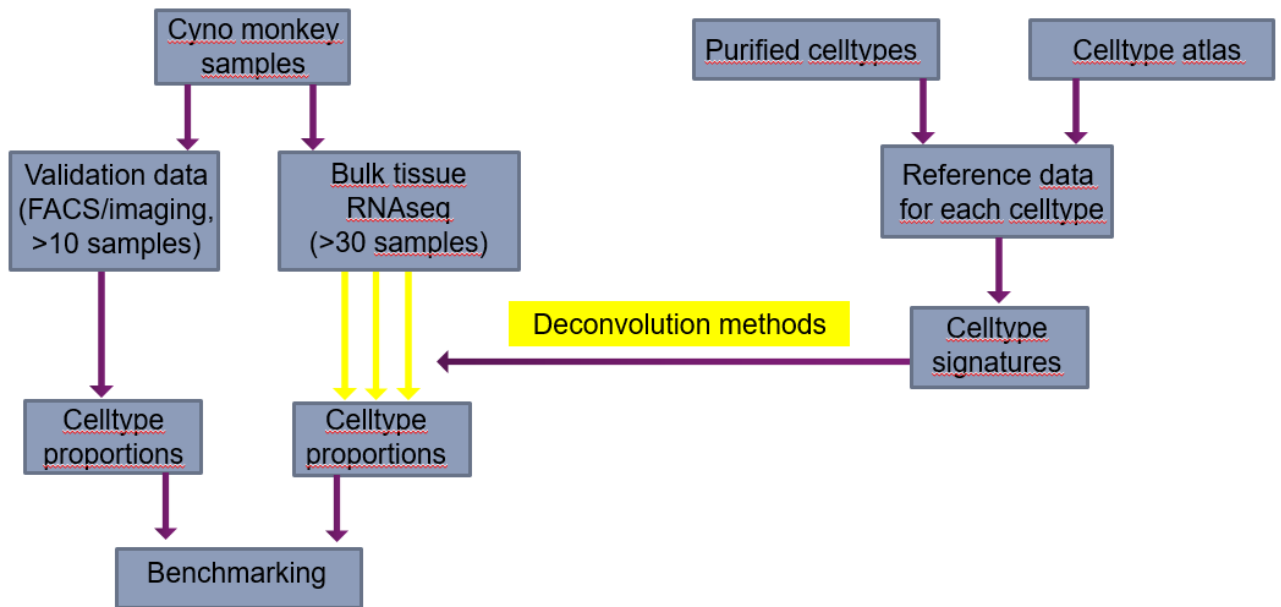 Cyno monkey
samples
Purified celltypes
Celltype atlas
Validation data
(FACS/imaging,
>10 samples)
Bulk tissue
RNAseq
(>30 samples)
Reference data
for each celltype
Deconvolution methods
Celltype
signatures
Celltype
proportions
Celltype
proportions
Benchmarking